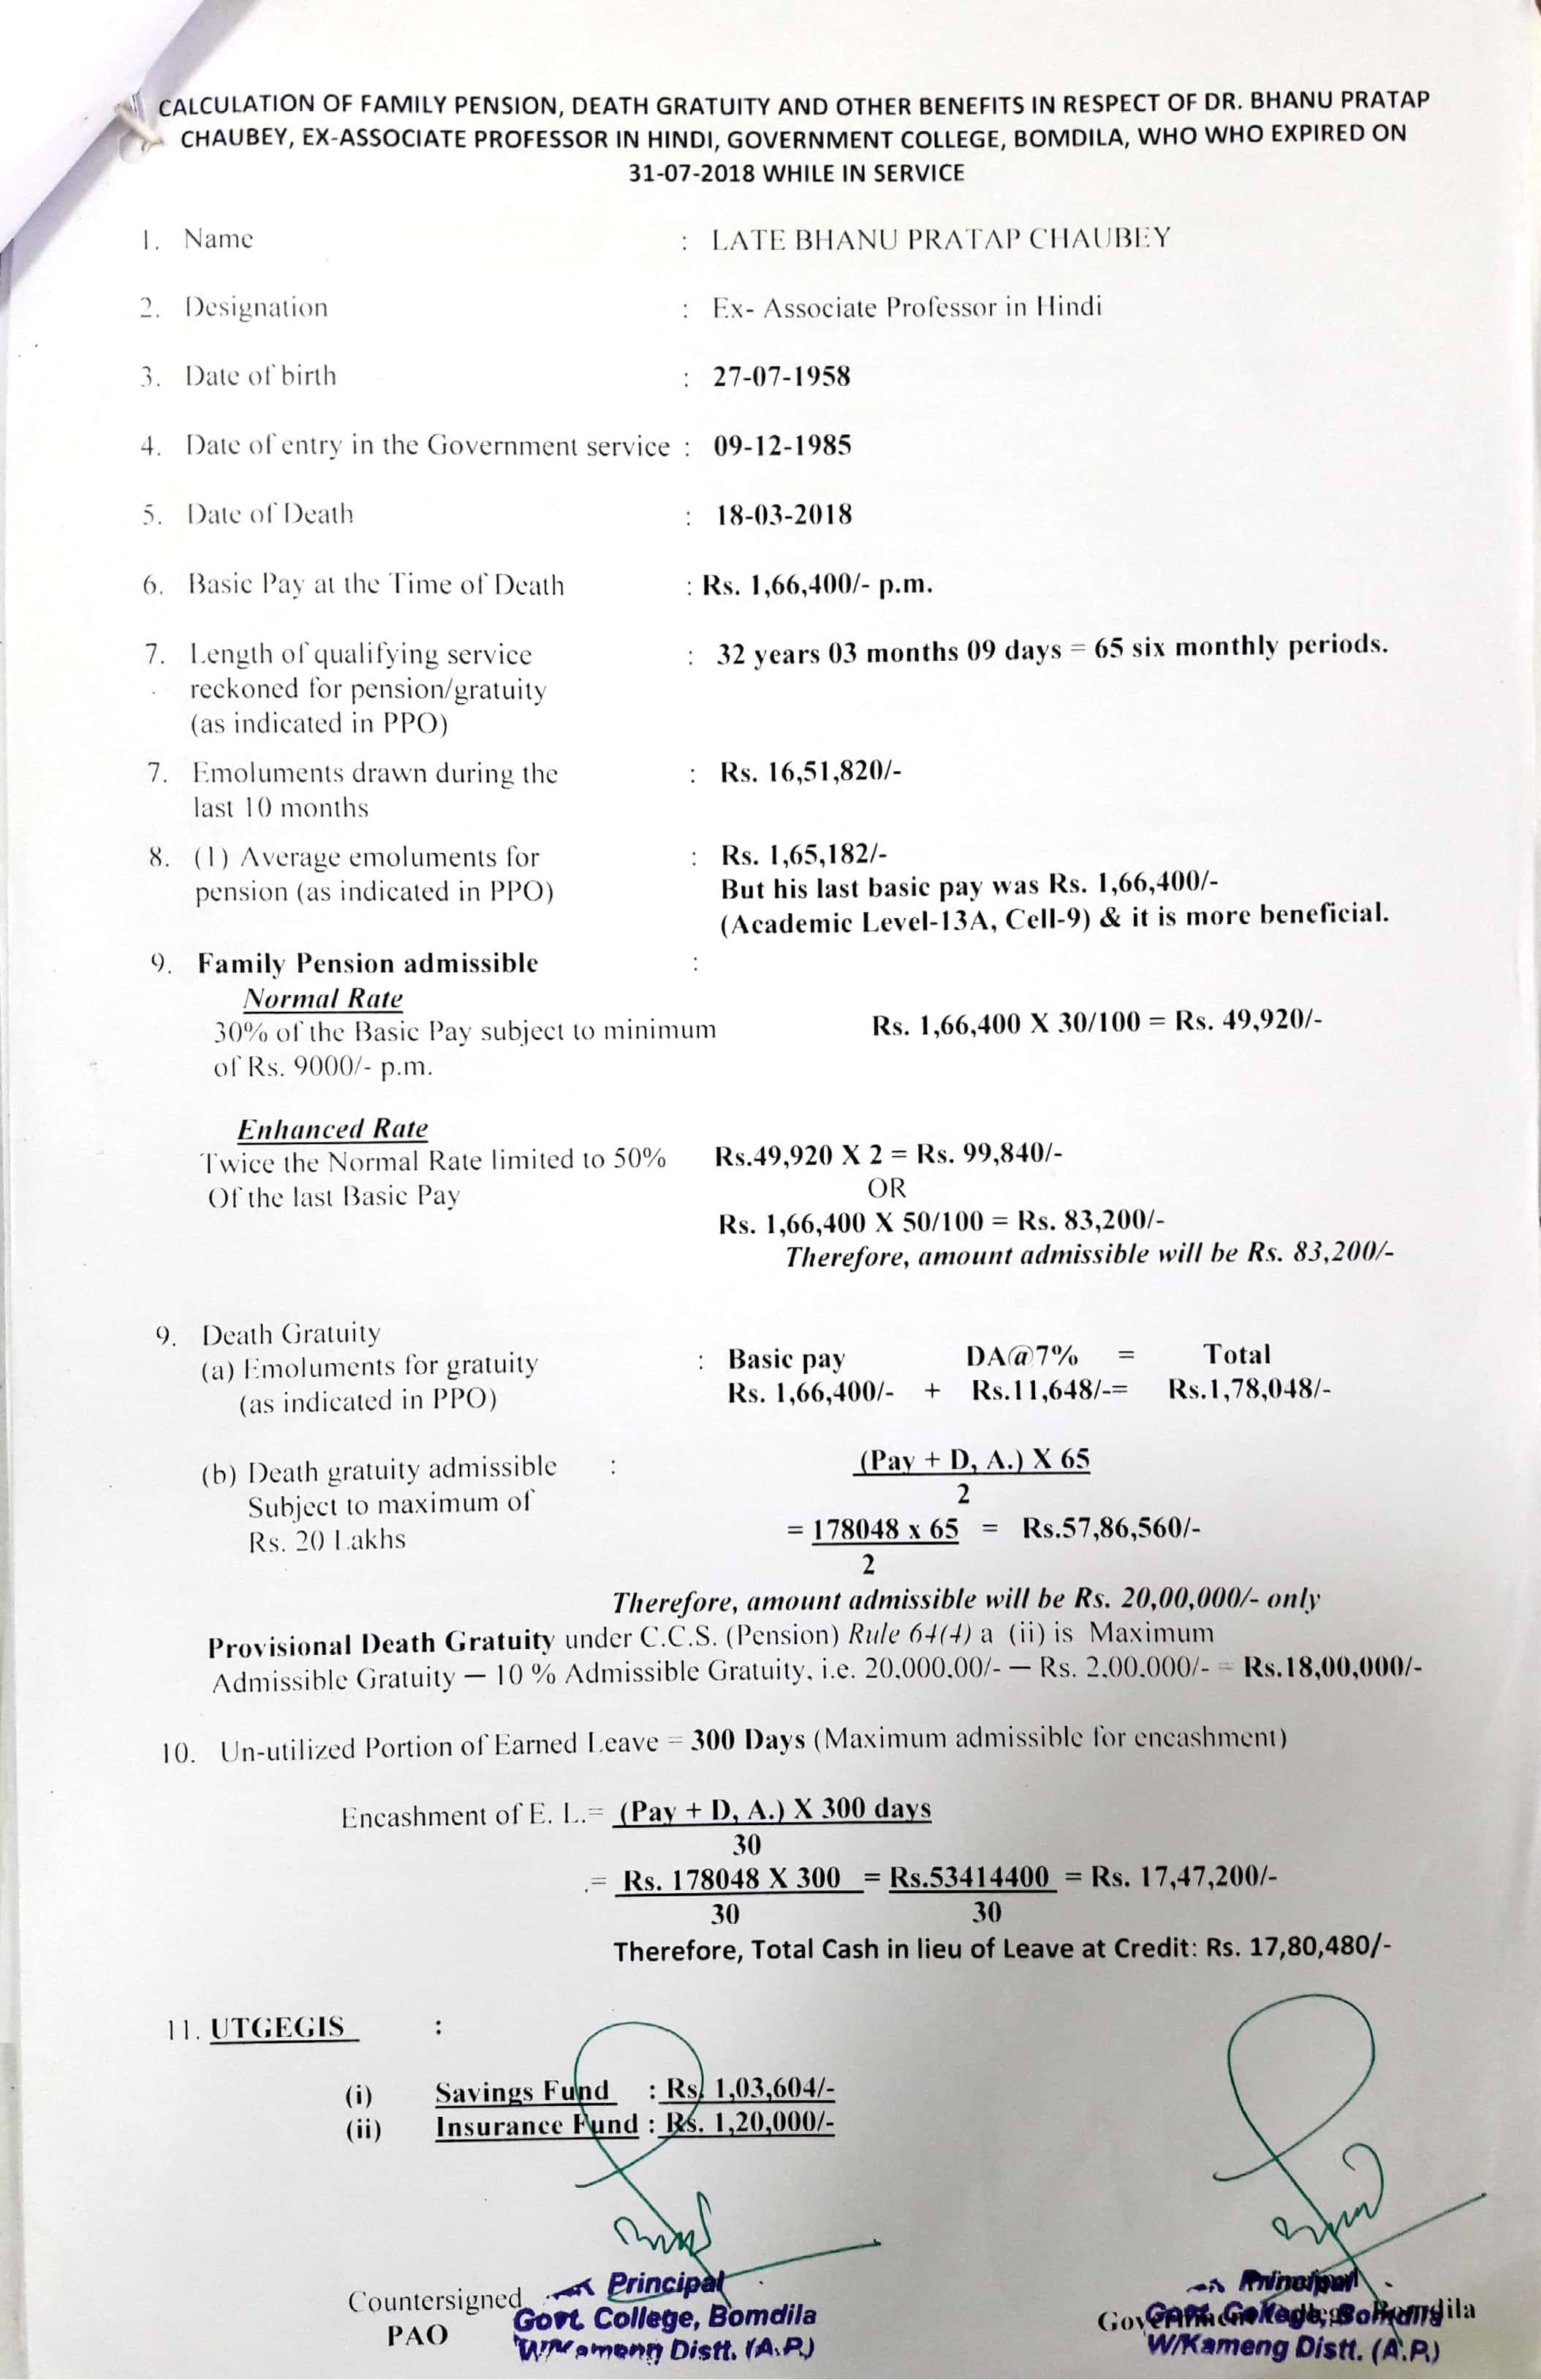 CALCULATION OF FAMILY PENSION, DEATH GRATUITY AND OTHER BENEFITS IN RESPECT OF DR. BHANU PRATAP
CHAUBEY, EX-ASSOCIATE PROFESSOR IN HINDI, GOVERNMENT COLLEGE, BOMDILA, WHO WHO EXPIRED ON
31-07-2018 WHILE IN SERVICE
1. Name : LATE BHANU PRATAP CHAUBEY
2. Designation : Ex- Associate Professor in Hindi
3. Date of birth : 27-07-1958
4. Date of entry in the Government service : 09-12-1985
5. Date of Death : 18-03-2018
6. Basic Pay at the Time of Death : Rs. 1,66,400/- p.m.
7. Length of qualifying service : 32 years 03 months 09 days = 65 six monthly periods.
reckoned for pension/gratuity
(as indicated in PPO)
7. Emoluments drawn during the : Rs. 16,51,820/-
last 10 months
8. (1) Average emoluments for : Rs. 1,65,182/-
pension (as indicated in PPO) But his last basic pay was Rs. 1,66,400/-
(Academic Level-13A, Cell-9) & it is more beneficial.
9. Family Pension admissible :
Normal Rate
30% of the Basic Pay subject to minimum Rs. 1,66,400 X 30/100 = Rs. 49,920/-
of Rs. 9000/- p.m.
Enhanced Rate
Twice the Normal Rate limited to 50% Rs.49,920 X 2 = Rs. 99,840/-
Of the last Basic Pay OR
Rs. 1,66,400 X 50/100 = Rs. 83,200/-
Therefore, amount admissible will be Rs. 83,200/-
9. Death Gratuity
(a) Emoluments for gratuity : Basic pay DA@7% = Total
(as indicated in PPO) Rs. 1,66,400/- + Rs.11,648/-= Rs.1,78,048/-
(b) Death gratuity admissible : (Pay + D, A.) X 65
Subject to maximum of 2
Rs. 20 Lakhs = 178048 x 65 = Rs.57,86,560/-
2
Therefore, amount admissible will be Rs. 20,00,000/- only
Provisional Death Gratuity under C.C.S. (Pension) Rule 64(4) a (ii) is Maximum
Admissible Gratuity – 10 % Admissible Gratuity, i.e. 20,000,00/- – Rs. 2,00,000/- = Rs.18,00,000/-
10. Un-utilized Portion of Earned Leave = 300 Days (Maximum admissible for encashment)
Encashment of E. L.= (Pay + D, A.) X 300 days
30
.= Rs. 178048 X 300 = Rs.53414400 = Rs. 17,47,200/-
30 30
Therefore, Total Cash in lieu of Leave at Credit: Rs. 17,80,480/-
11. UTGEGIS :
(i) Savings Fund : Rs. 1,03,604/-
(ii) Insurance Fund : Rs. 1,20,000/-
Countersigned
PAO
Principal
Govt. College, Bomdila
W/Kameng Distt. (A.P.)
Principal
Govt. College, Bomdila
W/Kameng Distt. (A.P.)